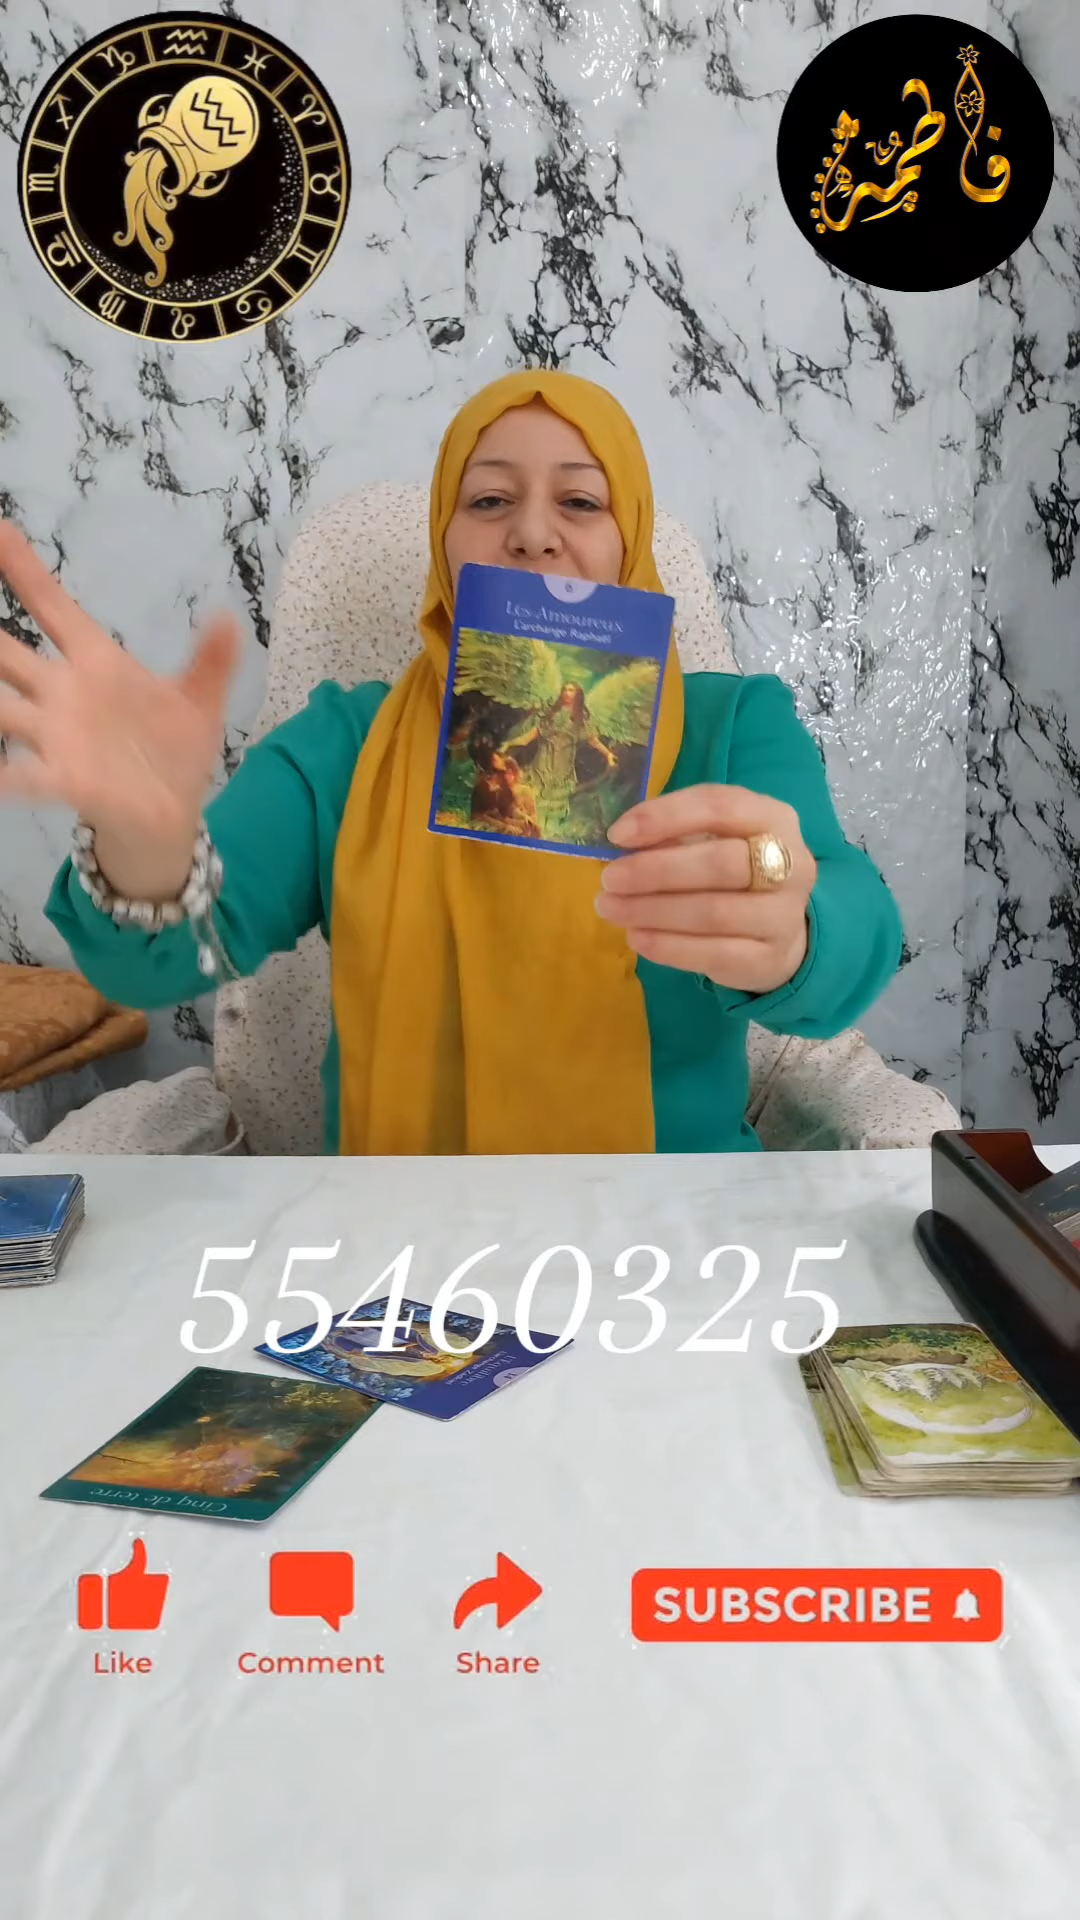 فاطمة
Les Amoureux
L'archange Raphaël
55460325
Cinq de terre
Like
Comment
Share
SUBSCRIBE